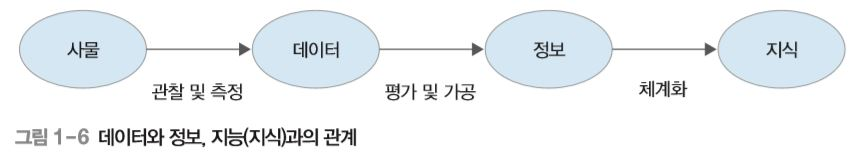 사물 데이터 정보 지식
관찰 및 측정 평가 및 가공 체계화
그림 1-6 데이터와 정보, 지능(지식)과의 관계